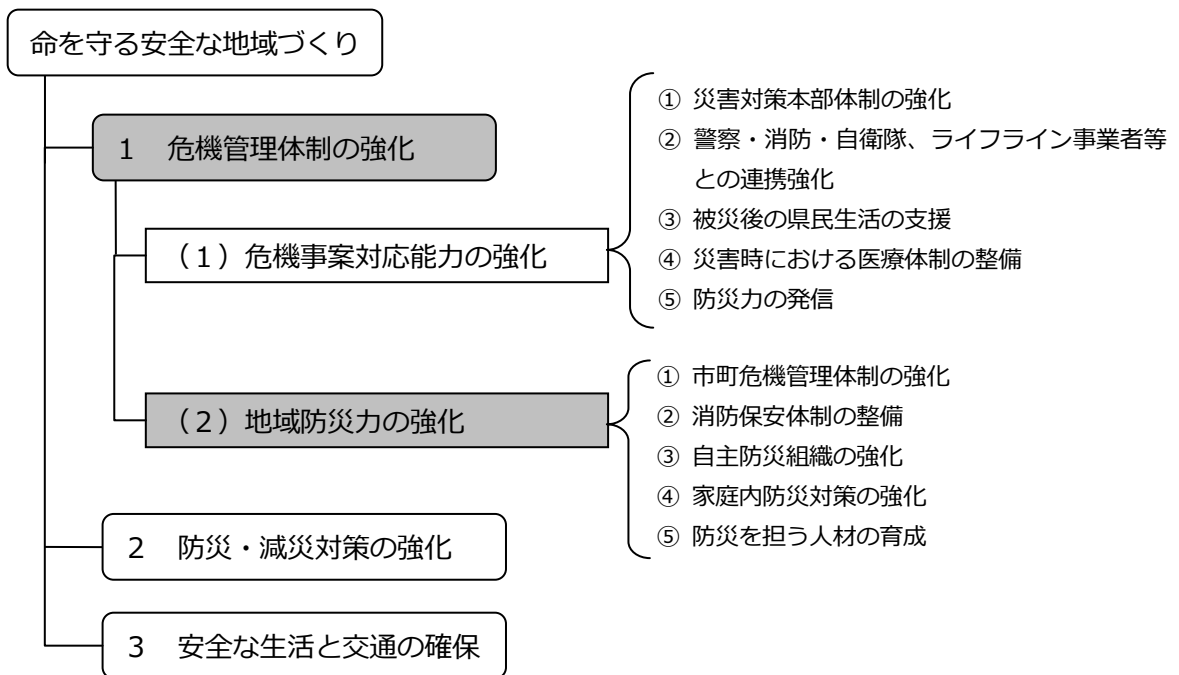 命を守る安全な地域づくり
１　危機管理体制の強化
（１）危機事案対応能力の強化
① 災害対策本部体制の強化
② 警察・消防・自衛隊、ライフライン事業者等
との連携強化
③ 被災後の県民生活の支援
④ 災害時における医療体制の整備
⑤ 防災力の発信
（２）地域防災力の強化
① 市町危機管理体制の強化
② 消防保安体制の整備
③ 自主防災組織の強化
④ 家庭内防災対策の強化
⑤ 防災を担う人材の育成
２　防災・減災対策の強化
３　安全な生活と交通の確保